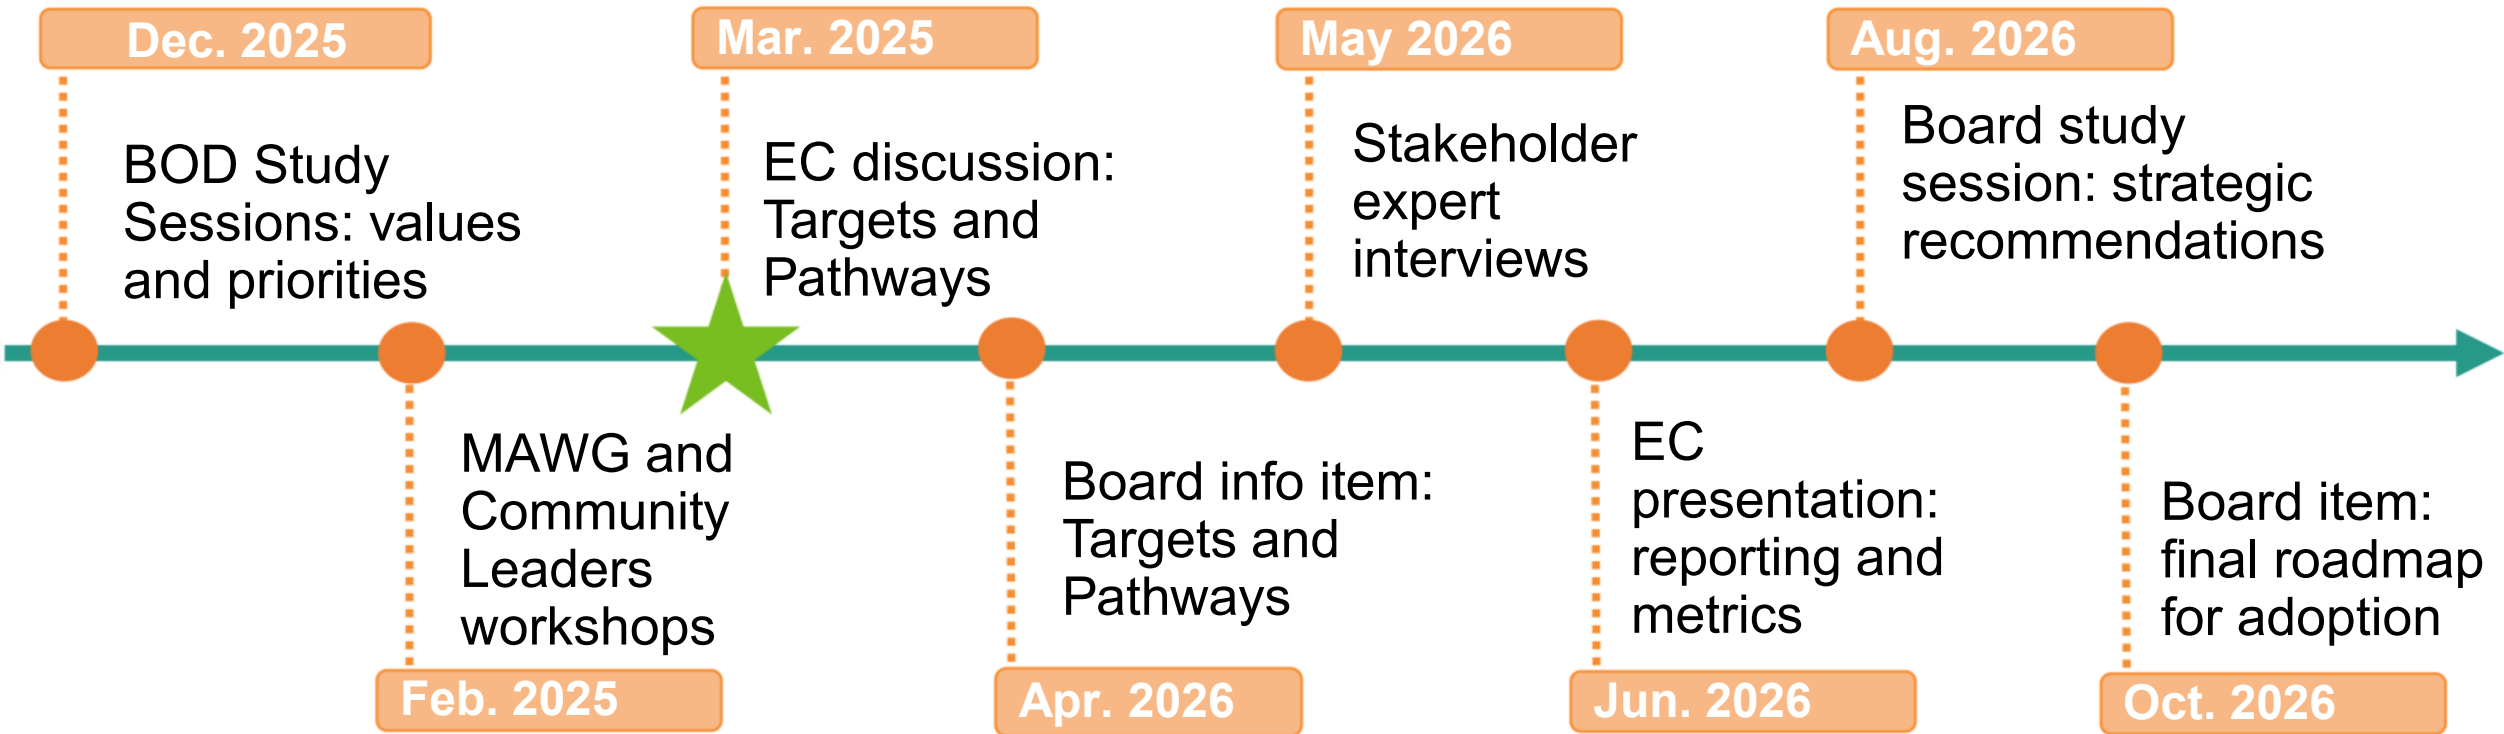 Dec. 2025
BOD Study
Sessions: values
and priorities
Feb. 2025
MAWG and
Community
Leaders
workshops
Mar. 2025
EC discussion:
Targets and
Pathways
Apr. 2026
Board info item:
Targets and
Pathways
May 2026
Stakeholder
expert
interviews
Jun. 2026
EC
presentation:
reporting and
metrics
Aug. 2026
Board study
session: strategic
recommendations
Oct. 2026
Board item:
final roadmap
for adoption